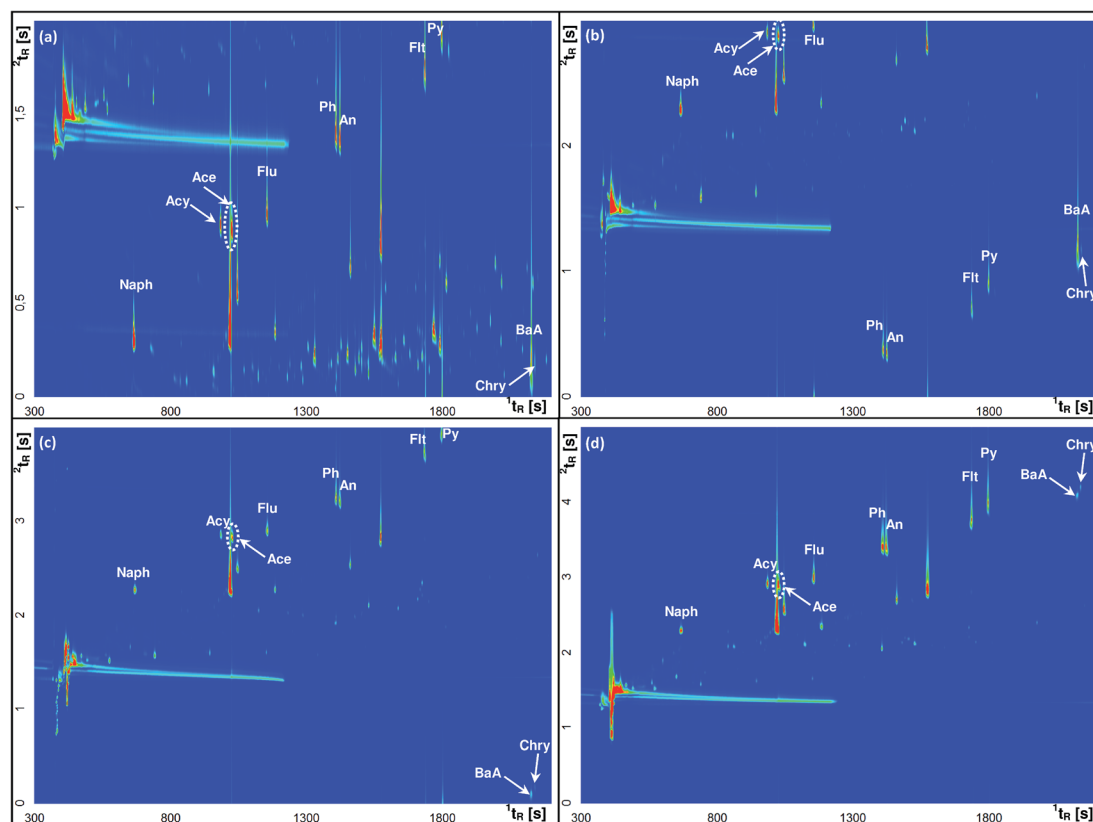 (a)
²tR [s]
1,5
1
0,5
0
300
800
1300
1800
¹tR [s]
Naph
Acy
Ace
Flu
Ph
An
Flt
Py
BaA
Chry
(b)
²tR [s]
2
1
0
300
800
1300
1800
¹tR [s]
Naph
Acy
Ace
Flu
Ph
An
Flt
Py
BaA
Chry
(c)
²tR [s]
3
2
1
0
300
800
1300
1800
¹tR [s]
Naph
Acy
Ace
Flu
Ph
An
Flt
Py
BaA
Chry
(d)
²tR [s]
4
3
2
1
0
300
800
1300
1800
¹tR [s]
Naph
Acy
Ace
Flu
Ph
An
Flt
Py
BaA
Chry